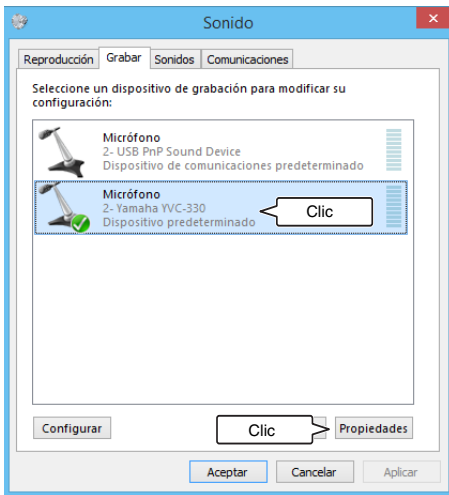 Sonido
Reproducción Grabar Sonidos Comunicaciones
Seleccione un dispositivo de grabación para modificar su
configuración:
Micrófono
2- USB PnP Sound Device
Dispositivo de comunicaciones predeterminado
Micrófono
2- Yamaha YVC-330
Dispositivo predeterminado
Clic
Configurar Clic Propiedades
Aceptar Cancelar Aplicar